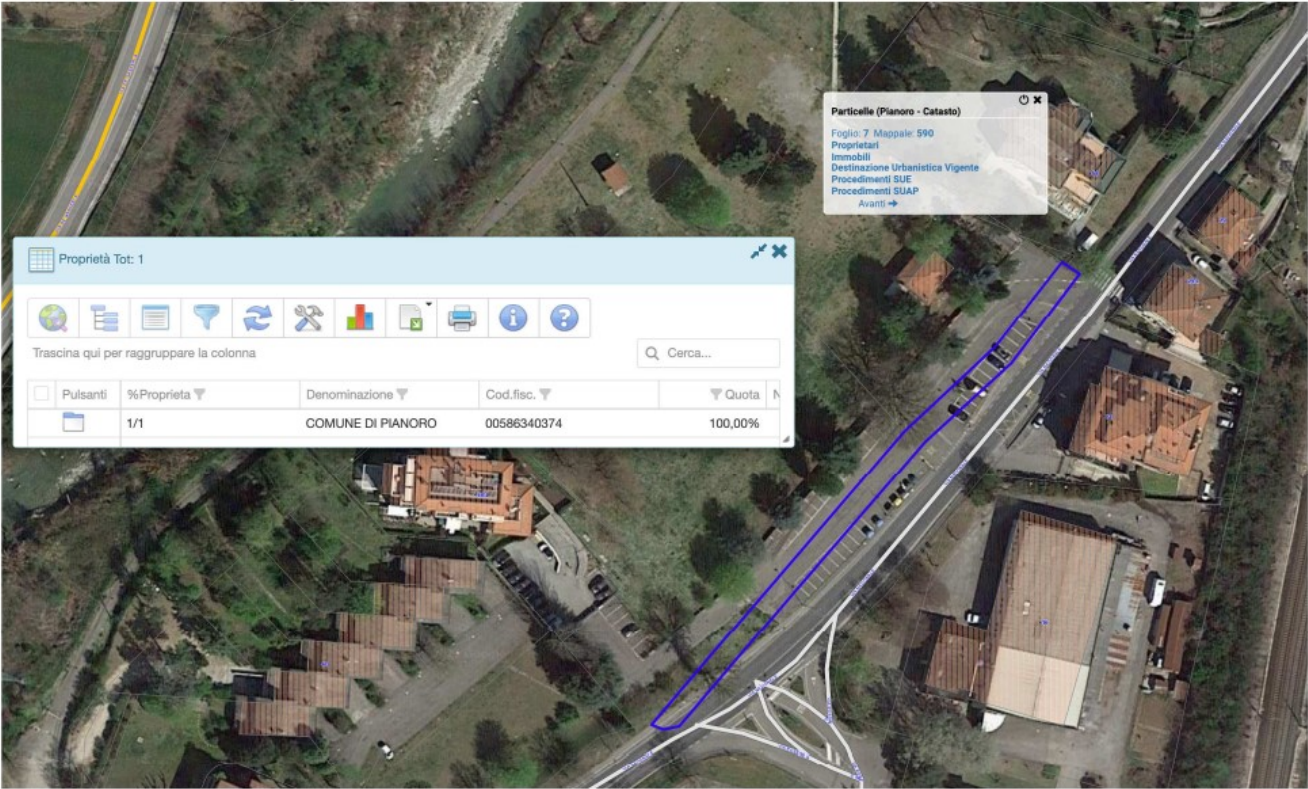 Particelle (Pianoro - Catasto)
Foglio: 7 Mappale: 590
Proprietari
Immobili
Destinazione Urbanistica Vigente
Procedimenti SUE
Procedimenti SUAP
Avanti
Proprietà Tot: 1
Trascina qui per raggruppare la colonna
Cerca...
Pulsanti %Proprieta Denominazione Cod.fisc. Quota N
1/1 COMUNE DI PIANORO 00586340374 100,00%